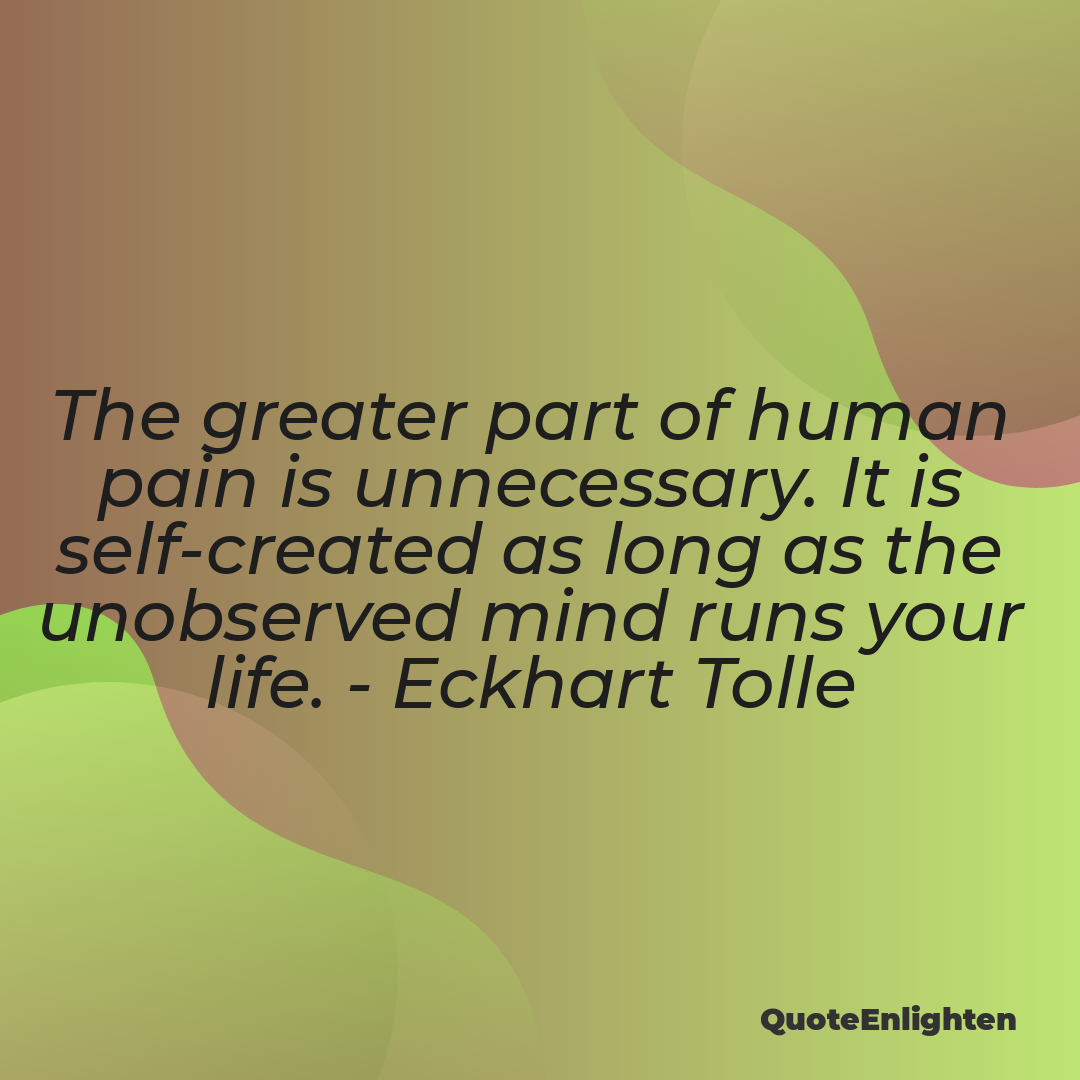 The greater part of human
pain is unnecessary. It is
self-created as long as the
unobserved mind runs your
life. - Eckhart Tolle
QuoteEnlighten